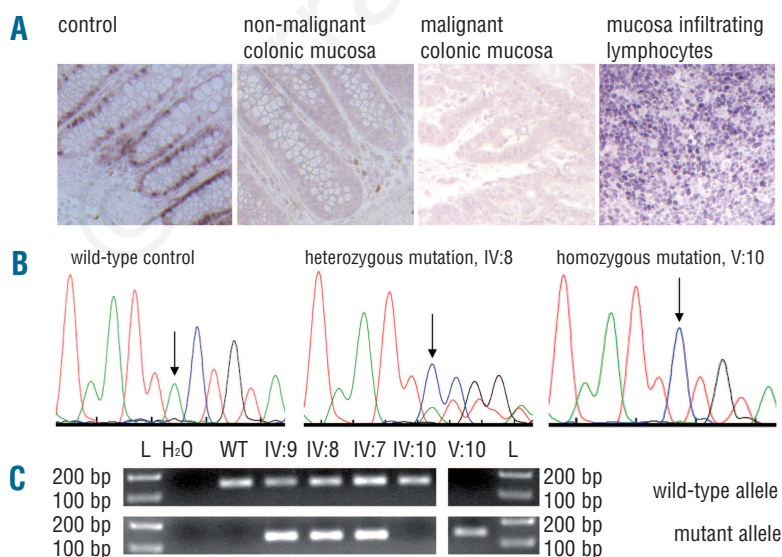 A
control
non-malignant
colonic mucosa
malignant
colonic mucosa
mucosa infiltrating
lymphocytes
B
wild-type control
heterozygous mutation, IV:8
homozygous mutation, V:10
C
L H₂O WT IV:9 IV:8 IV:7 IV:10 V:10 L
200 bp
100 bp
200 bp
100 bp
wild-type allele
200 bp
100 bp
200 bp
100 bp
mutant allele